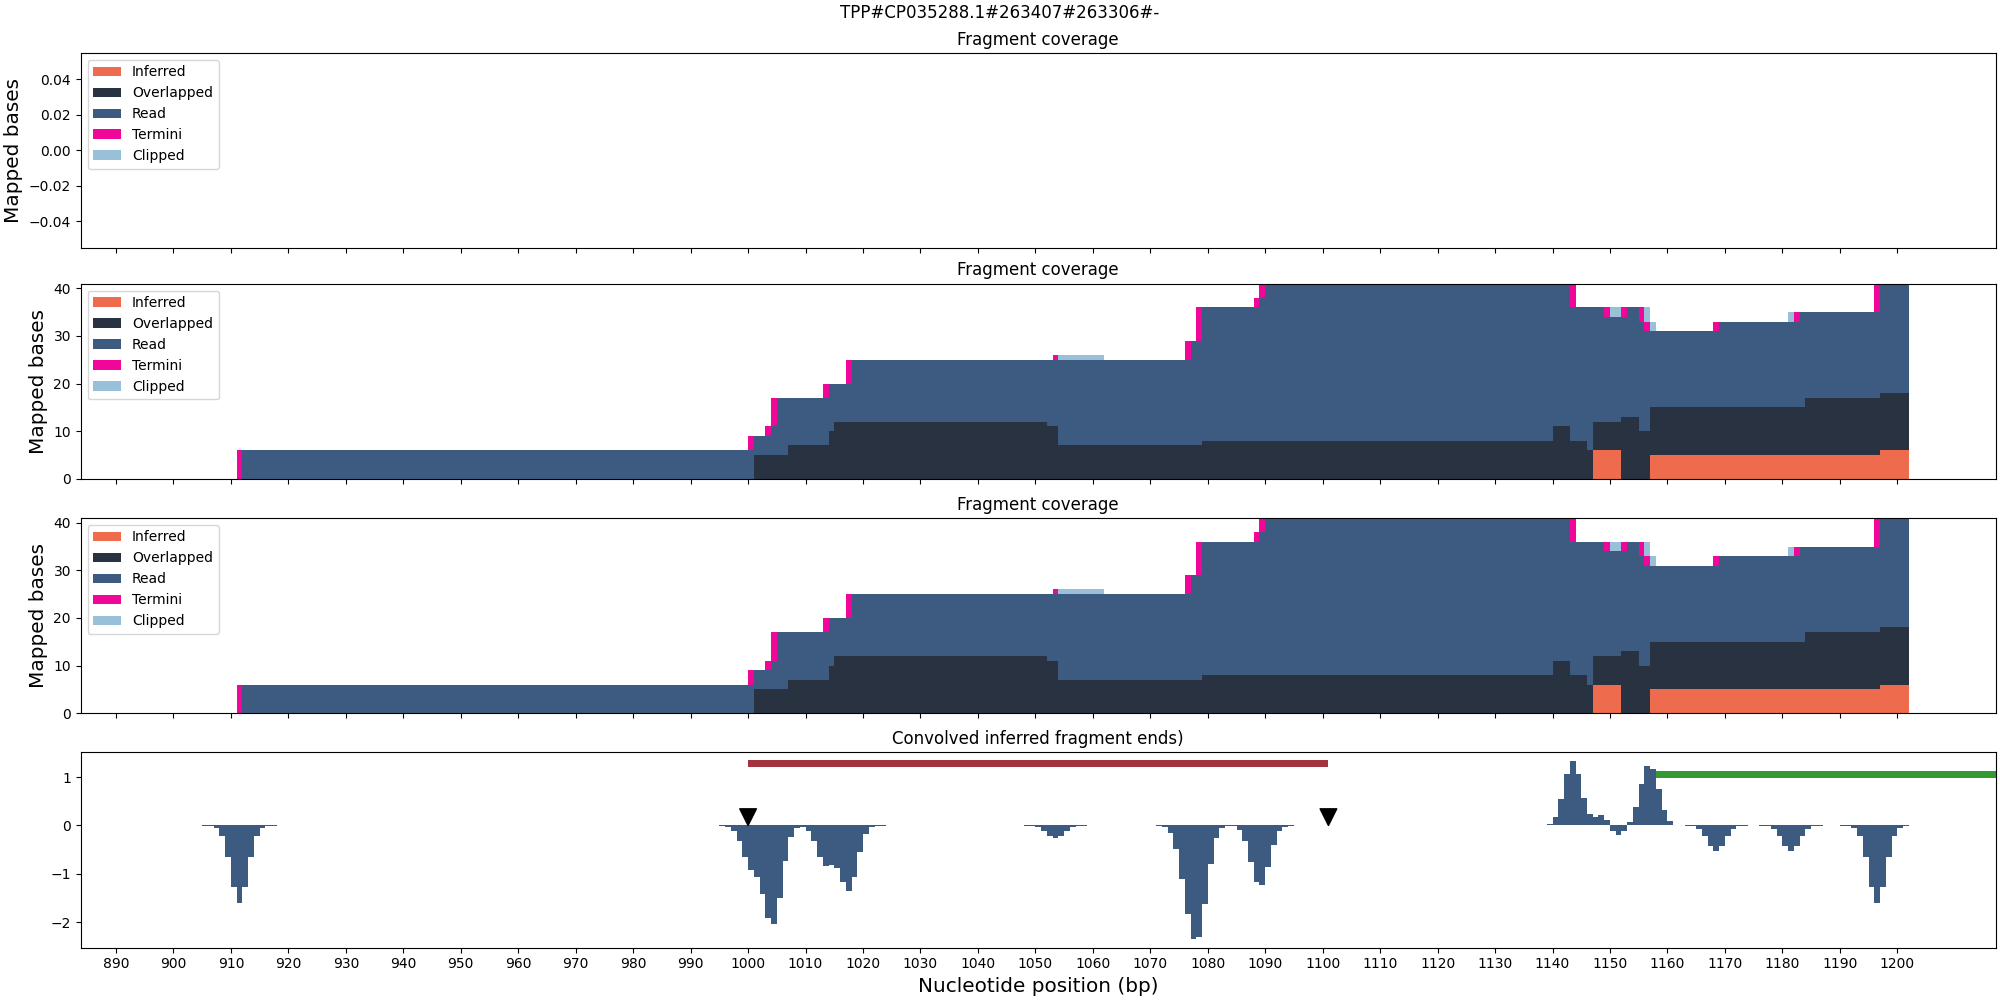 TPP#CP035288.1#263407#263306#-
Fragment coverage
Mapped bases
0.04
0.02
0.00
−0.02
−0.04
Inferred
Overlapped
Read
Termini
Clipped
Fragment coverage
Mapped bases
40
30
20
10
0
Inferred
Overlapped
Read
Termini
Clipped
Fragment coverage
Mapped bases
40
30
20
10
0
Inferred
Overlapped
Read
Termini
Clipped
Convolved inferred fragment ends)
1
0
−1
−2
890 900 910 920 930 940 950 960 970 980 990 1000 1010 1020 1030 1040 1050 1060 1070 1080 1090 1100 1110 1120 1130 1140 1150 1160 1170 1180 1190 1200
Nucleotide position (bp)